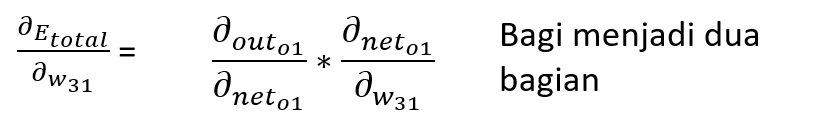 ∂E_total/∂w_31 = ∂out_o1/∂net_o1 * ∂net_o1/∂w_31
Bagi menjadi dua
bagian